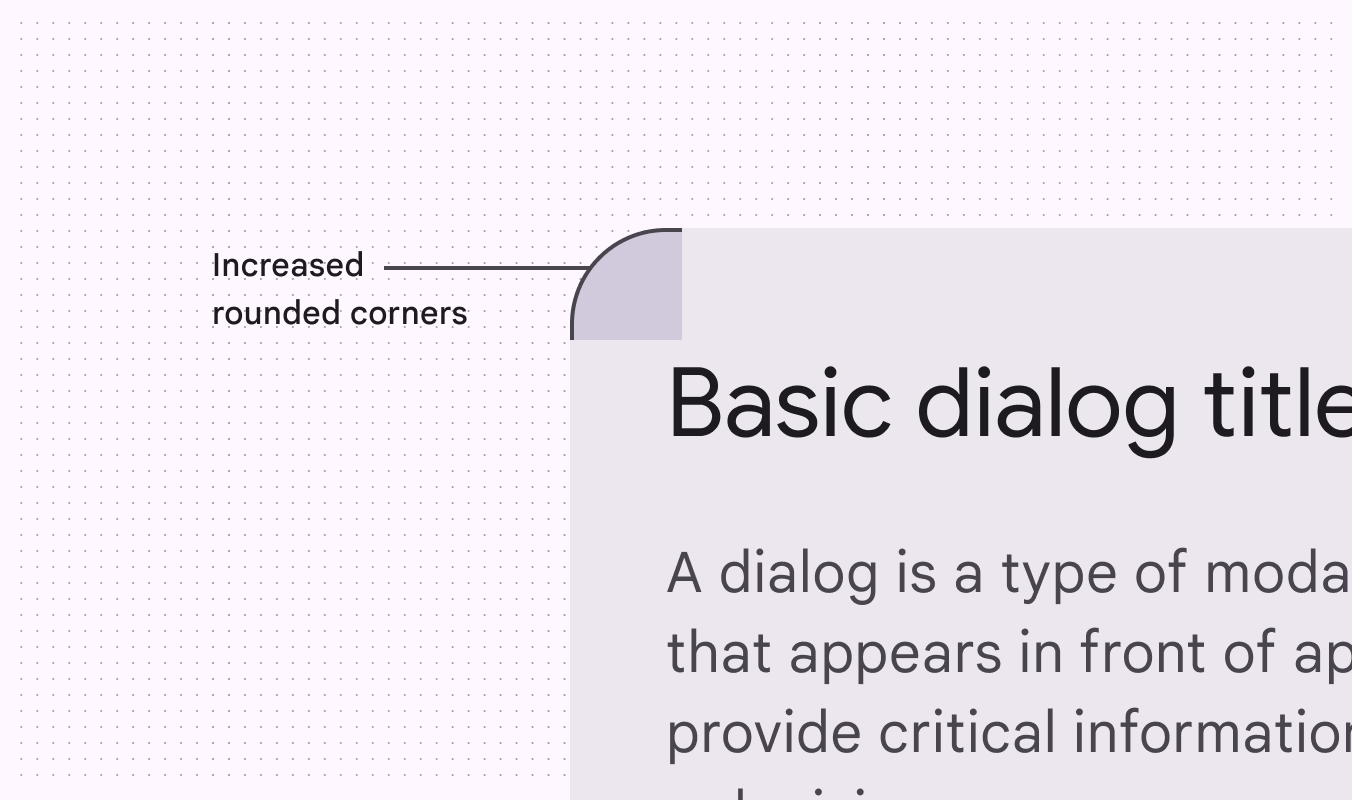 Increased
rounded corners
Basic dialog title
A dialog is a type of moda
that appears in front of ap
provide critical information